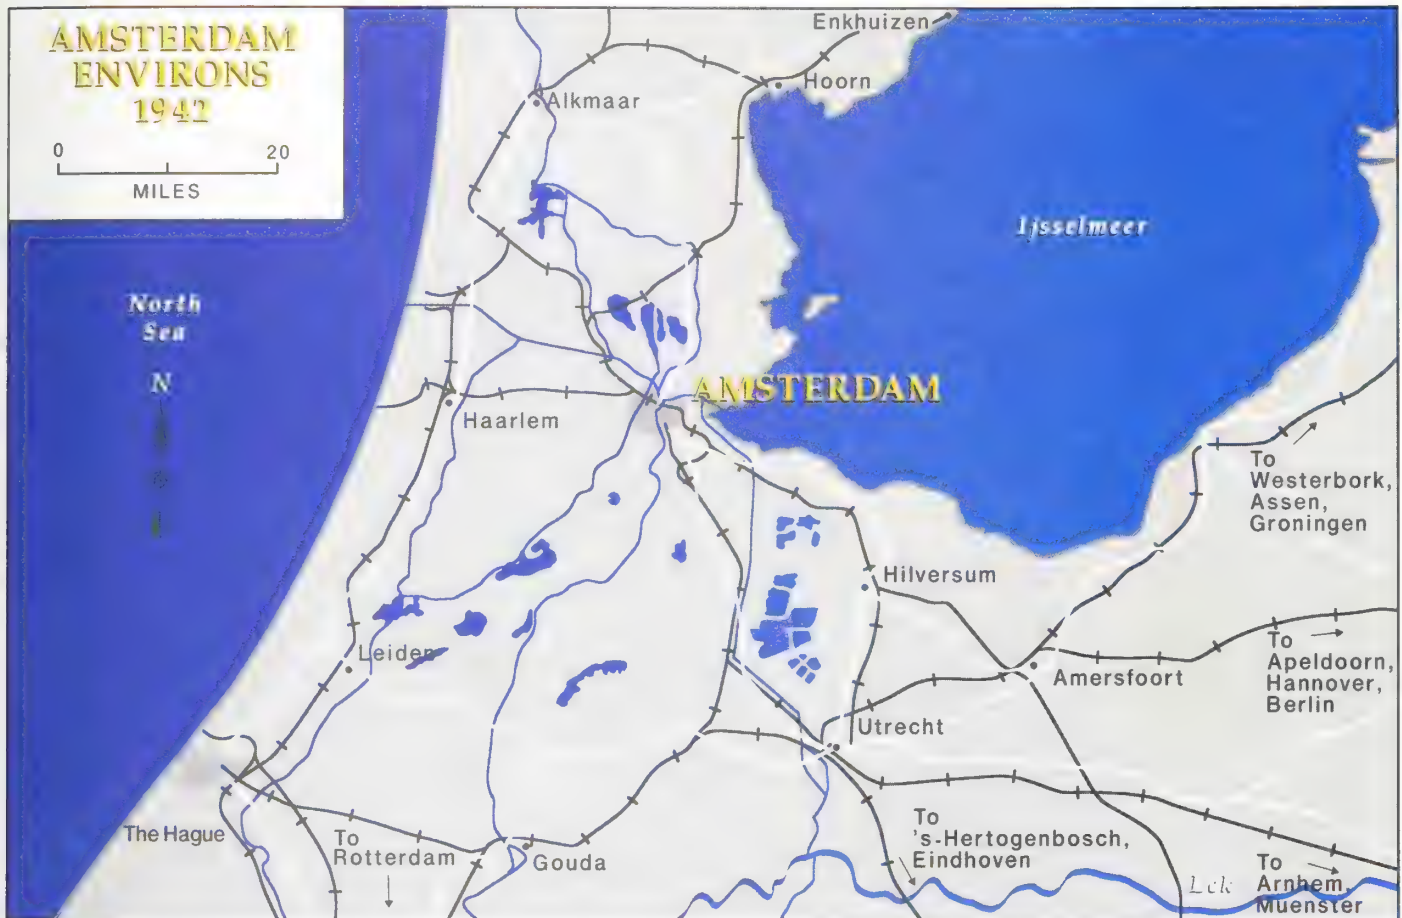 AMSTERDAM
ENVIRONS
1942
0 20
MILES
Enkhuizen
Hoorn
Alkmaar
Ijsselmeer
North
Sea
N
AMSTERDAM
Haarlem
To
Westerbork,
Assen,
Groningen
Hilversum
Leiden
Amersfoort
To
Apeldoorn,
Hannover,
Berlin
Utrecht
The Hague
To
Rotterdam
Gouda
To
's-Hertogenbosch,
Eindhoven
Lek
To
Arnhem,
Muenster